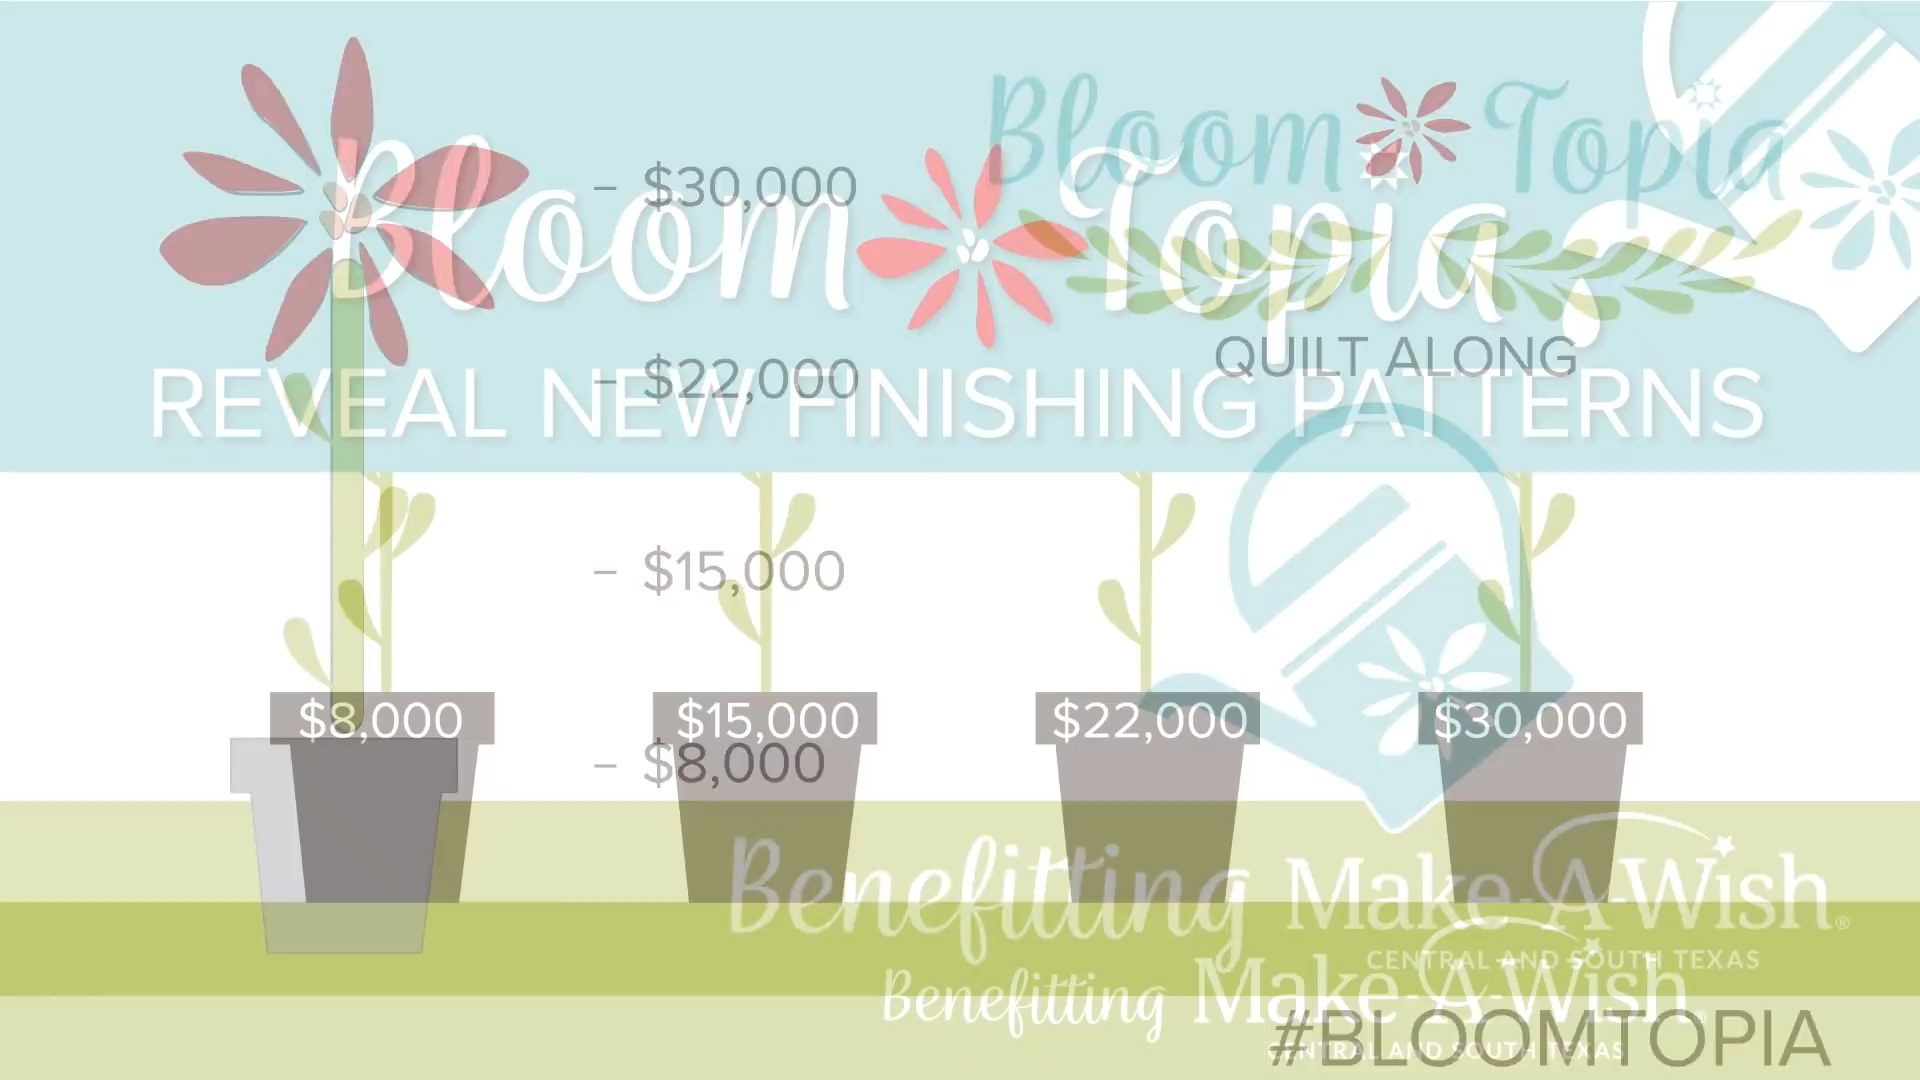 Bloom Topia
- $30,000
Bloom Topia
QUILT ALONG
- $22,000
REVEAL NEW FINISHING PATTERNS
- $15,000
$8,000 $15,000 $22,000 $30,000
- $8,000
Benefitting Make-A-Wish®
CENTRAL AND SOUTH TEXAS
Benefitting Make-A-Wish®
CENTRAL AND SOUTH TEXAS
#BLOOMTOPIA